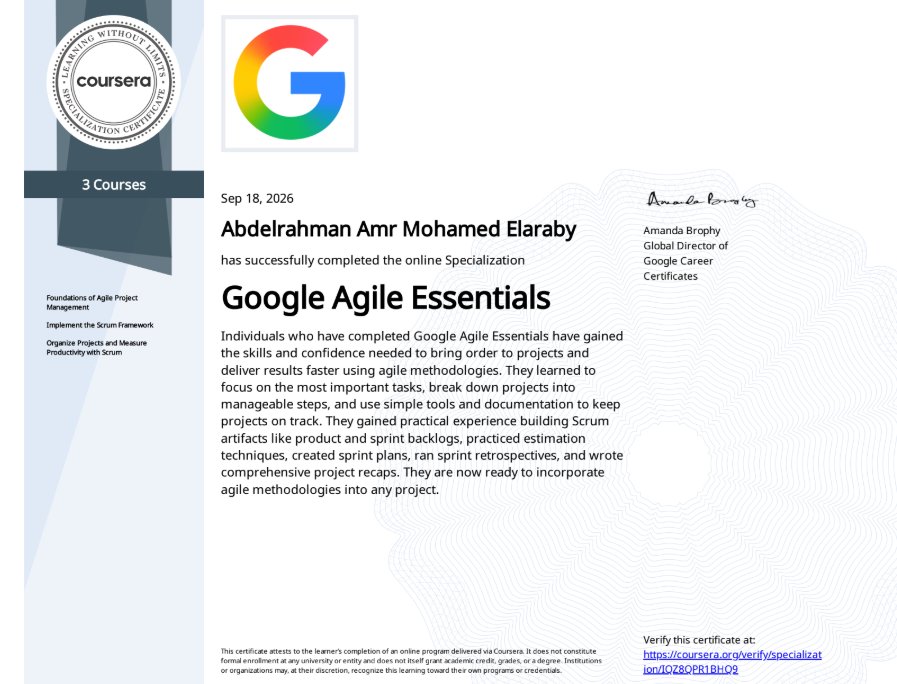 LEARNING WITHOUT LIMITS
coursera
SPECIALIZATION CERTIFICATE
3 Courses
Foundations of Agile Project
Management
Implement the Scrum Framework
Organize Projects and Measure
Productivity with Scrum
Sep 18, 2026
Abdelrahman Amr Mohamed Elaraby
has successfully completed the online Specialization
Google Agile Essentials
Individuals who have completed Google Agile Essentials have gained
the skills and confidence needed to bring order to projects and
deliver results faster using agile methodologies. They learned to
focus on the most important tasks, break down projects into
manageable steps, and use simple tools and documentation to keep
projects on track. They gained practical experience building Scrum
artifacts like product and sprint backlogs, practiced estimation
techniques, created sprint plans, ran sprint retrospectives, and wrote
comprehensive project recaps. They are now ready to incorporate
agile methodologies into any project.
Amanda Brophy
Amanda Brophy
Global Director of
Google Career
Certificates
This certificate attests to the learner's completion of an online program delivered via Coursera. It does not constitute
formal enrollment at any university or entity and does not itself grant academic credit, grades, or a degree. Institutions
or organizations may, at their discretion, recognize this learning toward their own programs or credentials.
Verify this certificate at:
https://coursera.org/verify/specializat
ion/IQZ8QPR1BHQ9